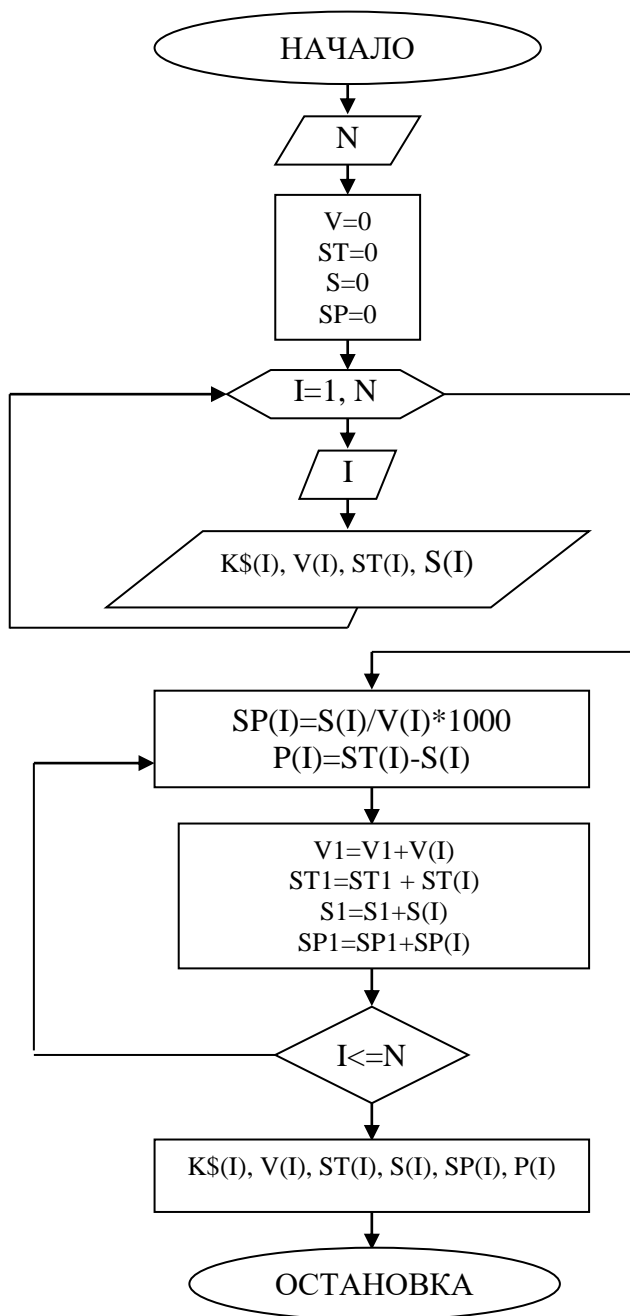 НАЧАЛО
N
V=0
ST=0
S=0
SP=0
I=1, N
I
K$(I), V(I), ST(I), S(I)
SP(I)=S(I)/V(I)*1000
P(I)=ST(I)-S(I)
V1=V1+V(I)
ST1=ST1 + ST(I)
S1=S1+S(I)
SP1=SP1+SP(I)
I<=N
K$(I), V(I), ST(I), S(I), SP(I), P(I)
ОСТАНОВКА